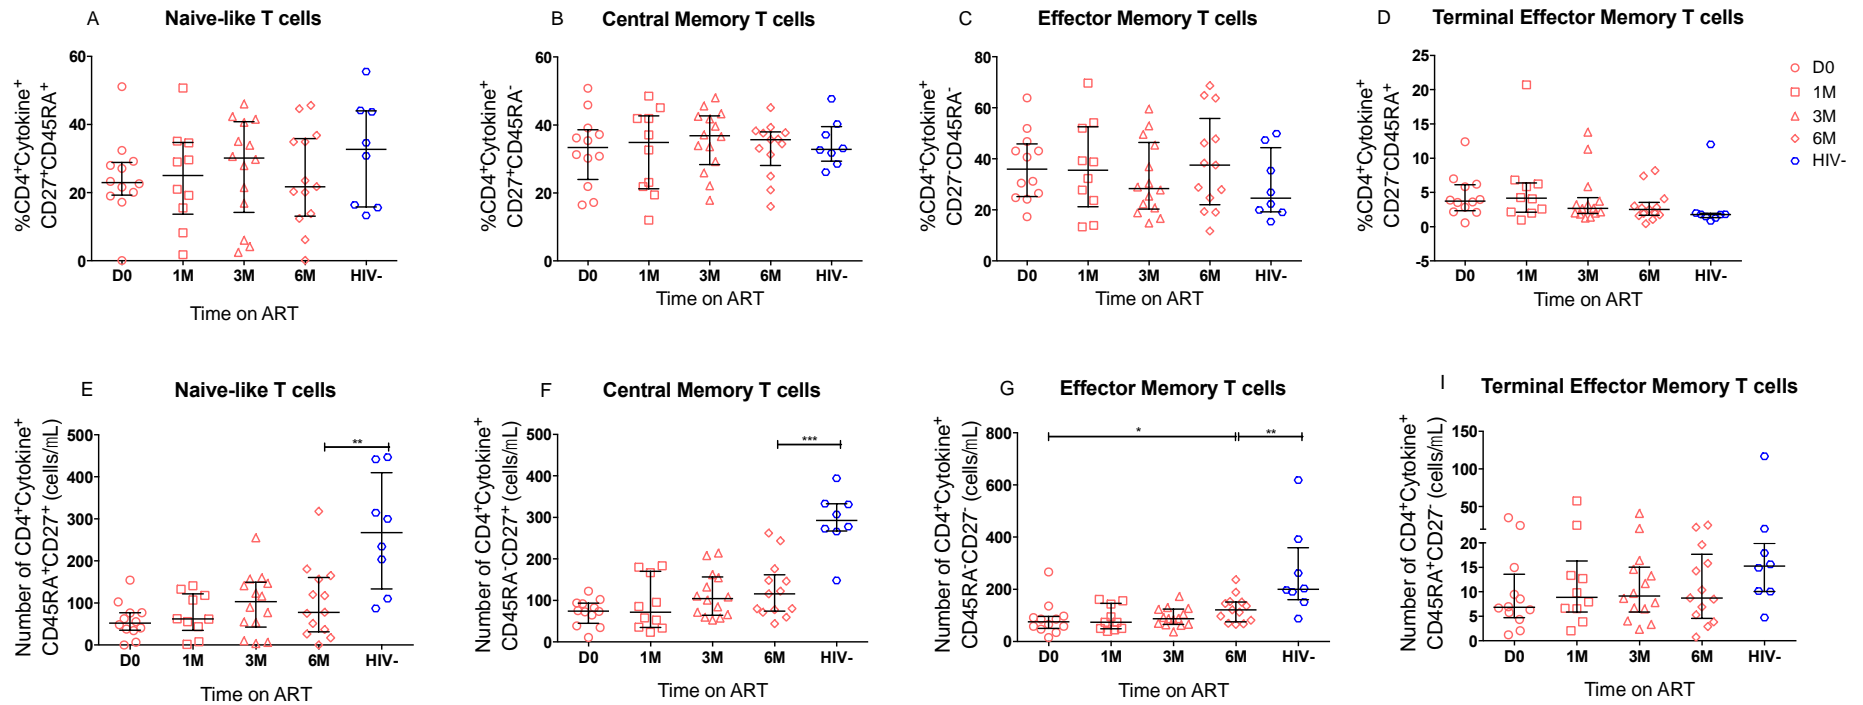 A Naive-like T cells
%CD4+Cytokine+
CD27+CD45RA+
60
40
20
0
D0 1M 3M 6M HIV-
Time on ART
B Central Memory T cells
%CD4+Cytokine+
CD27+CD45RA-
60
40
20
0
D0 1M 3M 6M HIV-
Time on ART
C Effector Memory T cells
%CD4+Cytokine+
CD27-CD45RA-
80
60
40
20
0
D0 1M 3M 6M HIV-
Time on ART
D Terminal Effector Memory T cells
%CD4+Cytokine+
CD27-CD45RA+
25
20
15
10
5
0
-5
D0 1M 3M 6M HIV-
Time on ART
D0
1M
3M
6M
HIV-
E Naive-like T cells
Number of CD4+Cytokine+
CD45RA+CD27+ (cells/mL)
500
400
300
200
100
0
**
D0 1M 3M 6M HIV-
Time on ART
F Central Memory T cells
Number of CD4+Cytokine+
CD45RA-CD27+ (cells/mL)
500
400
300
200
100
0
***
D0 1M 3M 6M HIV-
Time on ART
G Effector Memory T cells
Number of CD4+Cytokine+
CD45RA-CD27- (cells/mL)
800
600
400
200
0
* **
D0 1M 3M 6M HIV-
Time on ART
I Terminal Effector Memory T cells
Number of CD4+Cytokine+
CD45RA+CD27- (cells/mL)
150
100
50
20
15
10
5
0
D0 1M 3M 6M HIV-
Time on ART